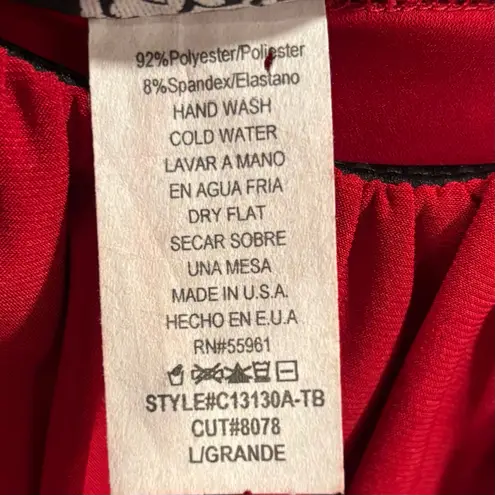 92%Polyester/Poliester
8%Spandex/Elastano
HAND WASH
COLD WATER
LAVAR A MANO
EN AGUA FRIA
DRY FLAT
SECAR SOBRE
UNA MESA
MADE IN U.S.A.
HECHO EN E.U.A
RN#55961
STYLE#C13130A-TB
CUT#8078
L/GRANDE